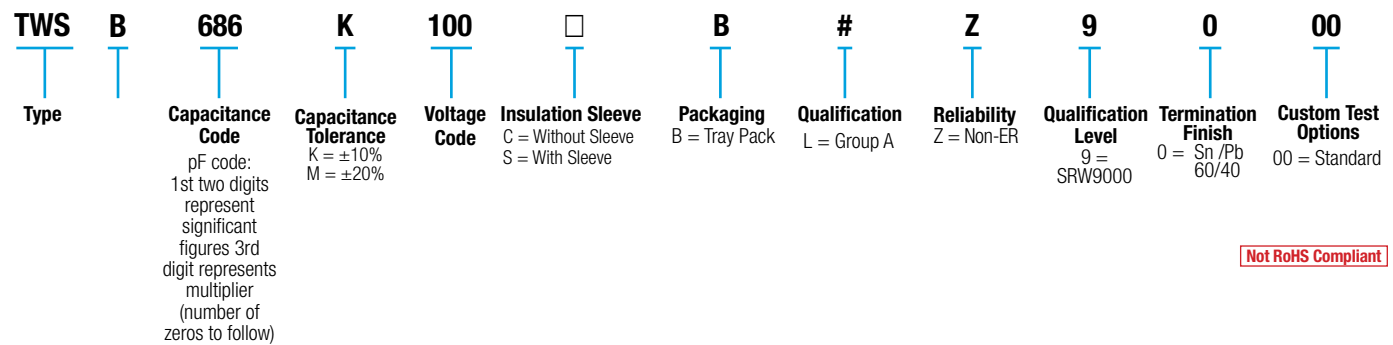 TWS B 686 K 100 □ B # Z 9 0 00
Type
Capacitance
Code
pF code:
1st two digits
represent
significant
figures 3rd
digit represents
multiplier
(number of
zeros to follow)
Capacitance
Tolerance
K = ±10%
M = ±20%
Voltage
Code
Insulation Sleeve
C = Without Sleeve
S = With Sleeve
Packaging
B = Tray Pack
Qualification
L = Group A
Reliability
Z = Non-ER
Qualification
Level
9 =
SRW9000
Termination
Finish
0 = Sn /Pb
60/40
Custom Test
Options
00 = Standard
Not RoHS Compliant